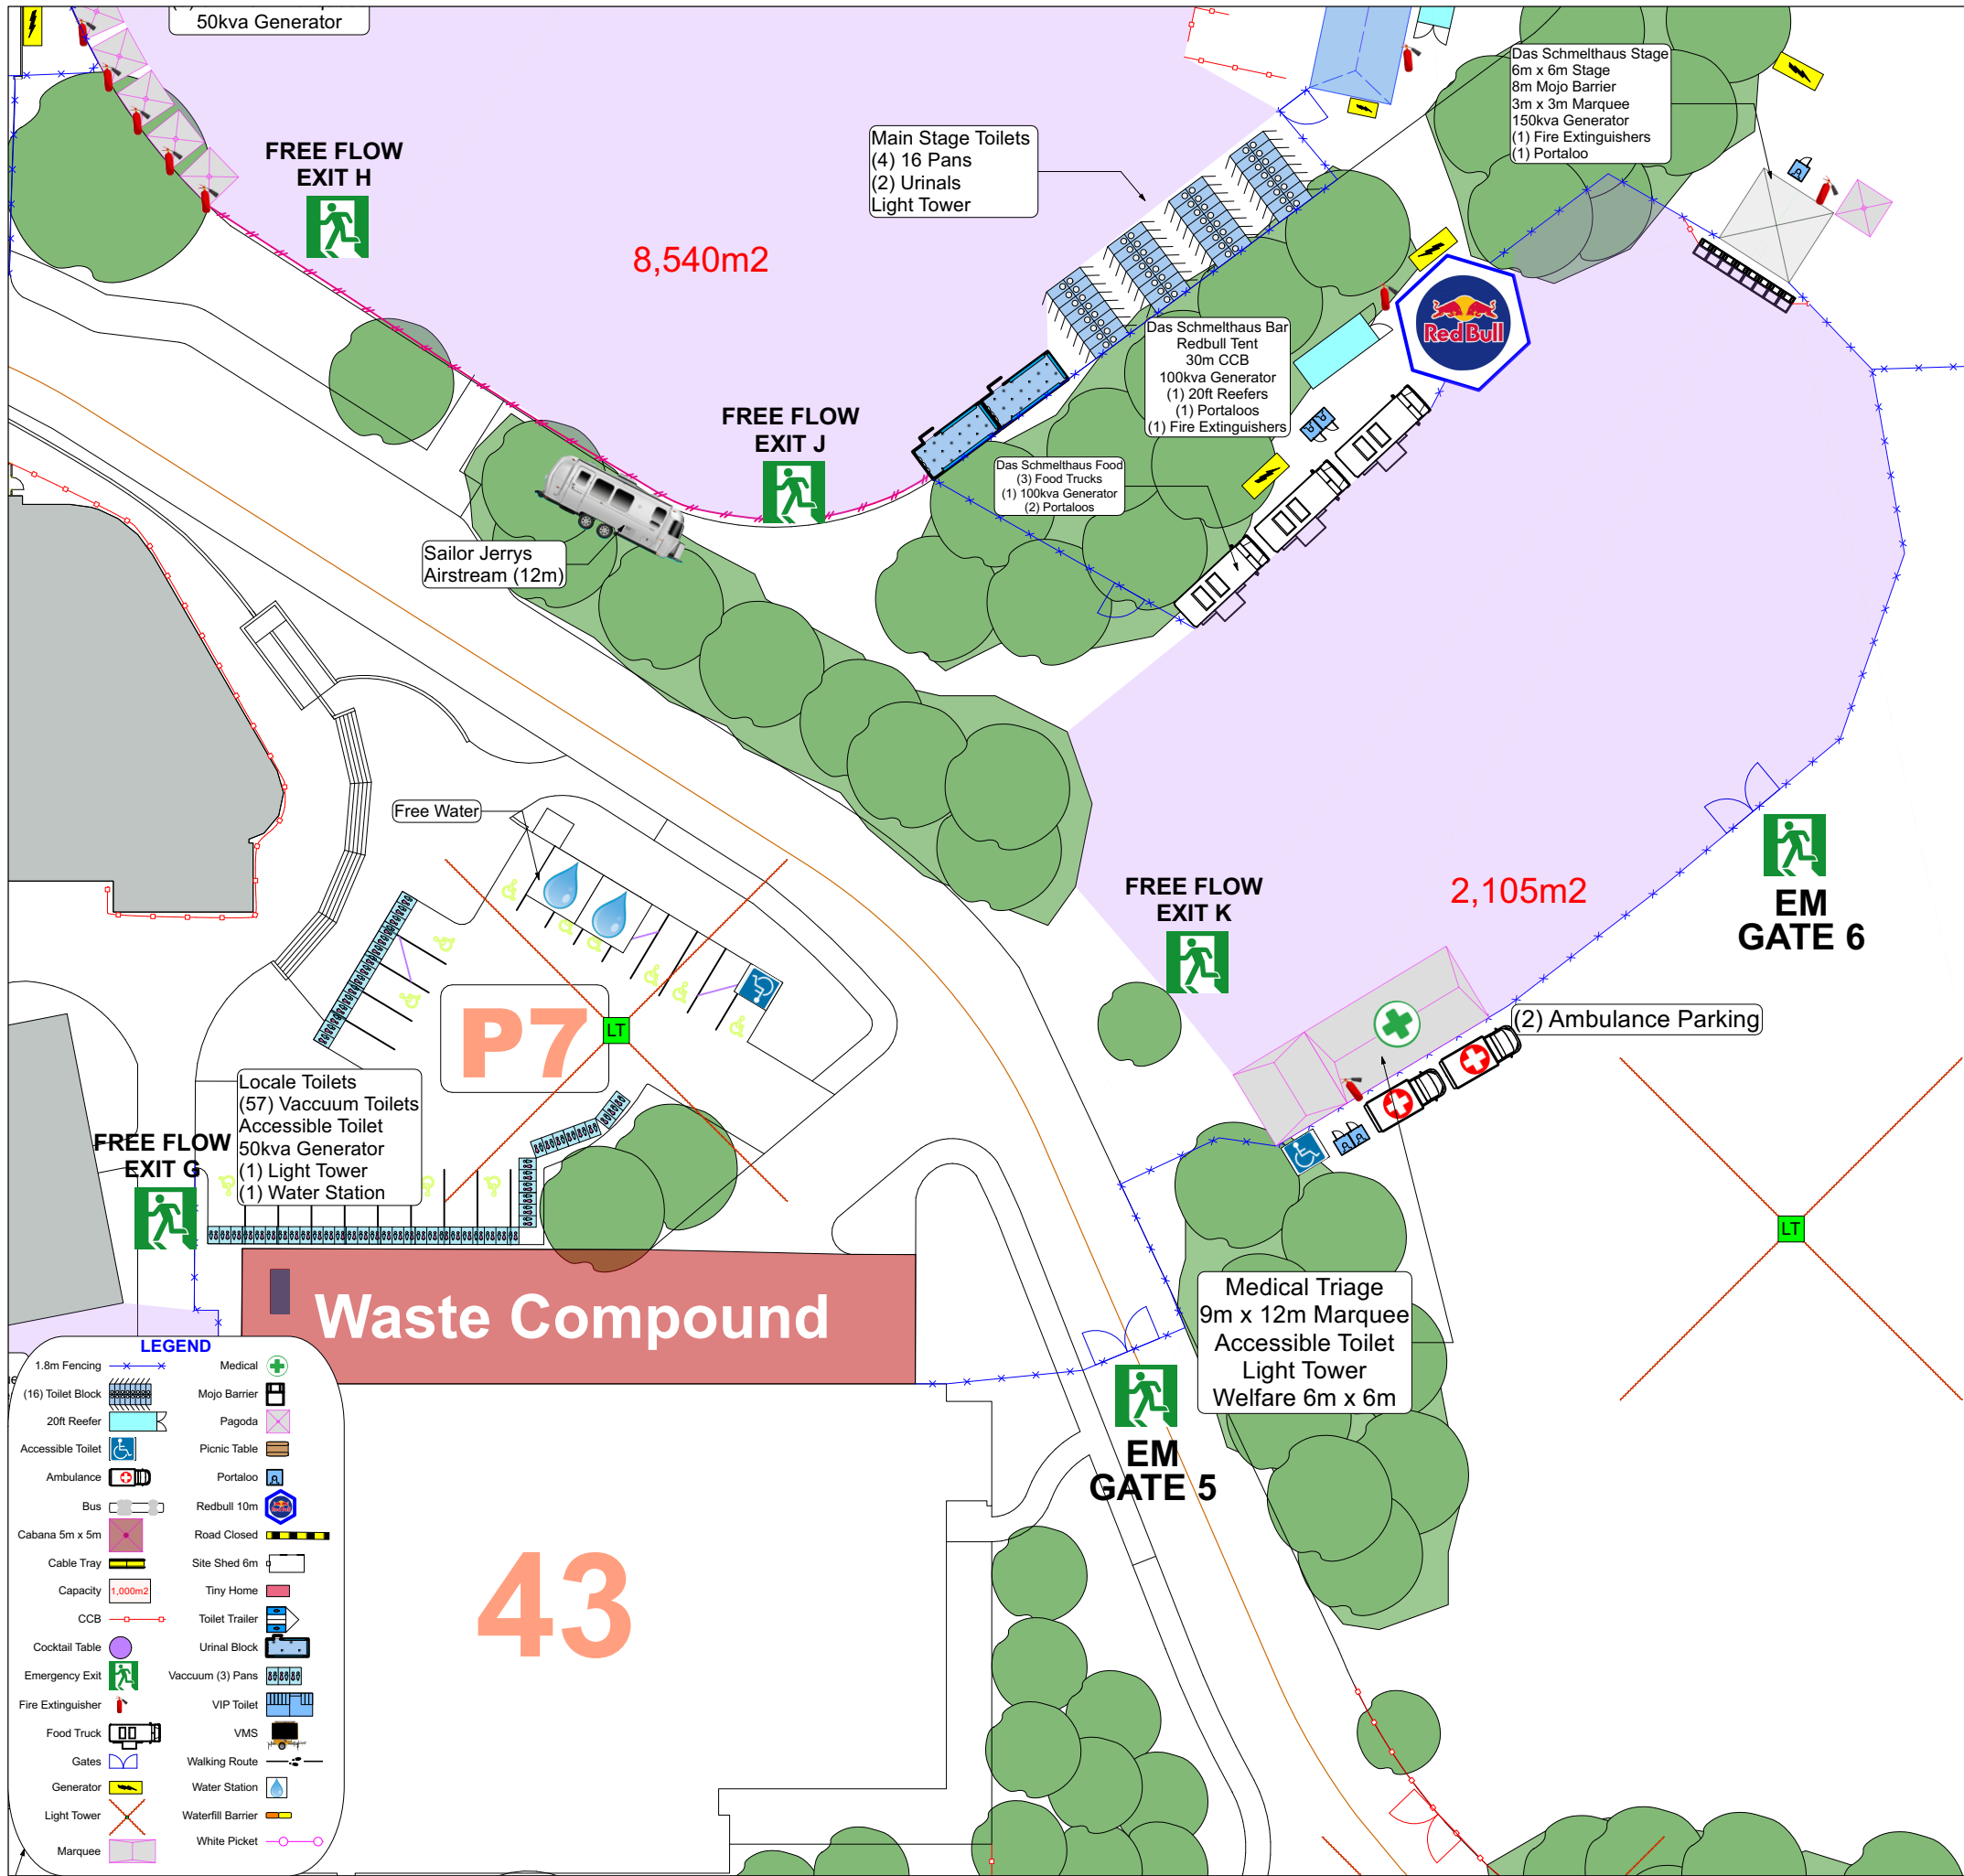 50kva Generator
Das Schmelthaus Stage
6m x 6m Stage
8m Mojo Barrier
3m x 3m Marquee
150kva Generator
(1) Fire Extinguishers
(1) Portaloo
Main Stage Toilets
(4) 16 Pans
(2) Urinals
Light Tower
FREE FLOW
EXIT H
8,540m2
Red Bull
Das Schmelthaus Bar
Redbull Tent
30m CCB
100kva Generator
(1) 20ft Reefers
(1) Portaloos
(1) Fire Extinguishers
FREE FLOW
EXIT J
Das Schmelthaus Food
(3) Food Trucks
(1) 100kva Generator
(2) Portaloos
Sailor Jerrys
Airstream (12m)
Free Water
FREE FLOW
EXIT K
2,105m2
EM
GATE 6
(2) Ambulance Parking
P7
LT
Locale Toilets
(57) Vaccuum Toilets
Accessible Toilet
50kva Generator
(1) Light Tower
(1) Water Station
FREE FLOW
EXIT G
LT
Waste Compound
Medical Triage
9m x 12m Marquee
Accessible Toilet
Light Tower
Welfare 6m x 6m
EM
GATE 5
43
LEGEND
1.8m Fencing
(16) Toilet Block
20ft Reefer
Accessible Toilet
Ambulance
Bus
Cabana 5m x 5m
Cable Tray
Capacity 1,000m2
CCB
Cocktail Table
Emergency Exit
Fire Extinguisher
Food Truck
Gates
Generator
Light Tower
Marquee
Medical
Mojo Barrier
Pagoda
Picnic Table
Portaloo
Redbull 10m
Road Closed
Site Shed 6m
Tiny Home
Toilet Trailer
Urinal Block
Vaccuum (3) Pans
VIP Toilet
VMS
Walking Route
Water Station
Waterfill Barrier
White Picket